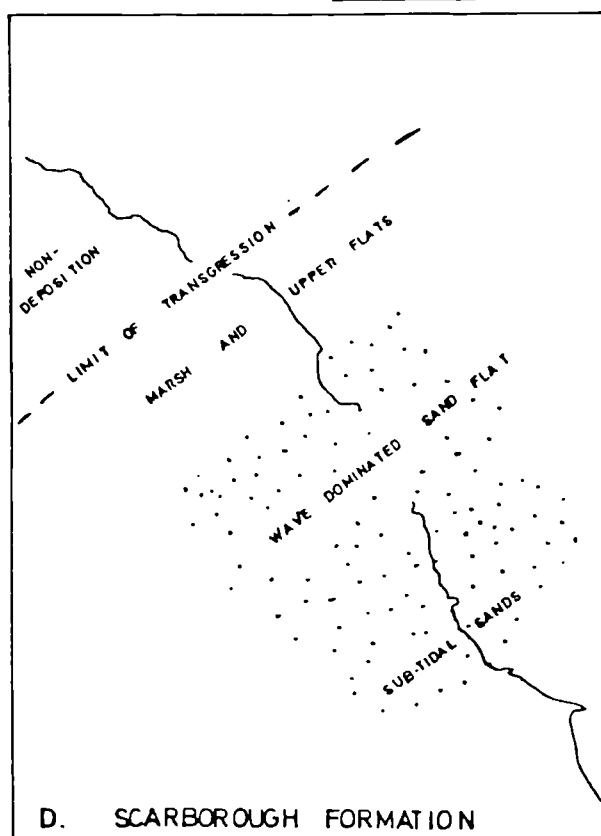 NON-
DEPOSITION
LIMIT OF TRANSGRESSION
MARSH AND UPPER FLATS
WAVE DOMINATED SAND FLAT
SUB-TIDAL SANDS
D. SCARBOROUGH FORMATION